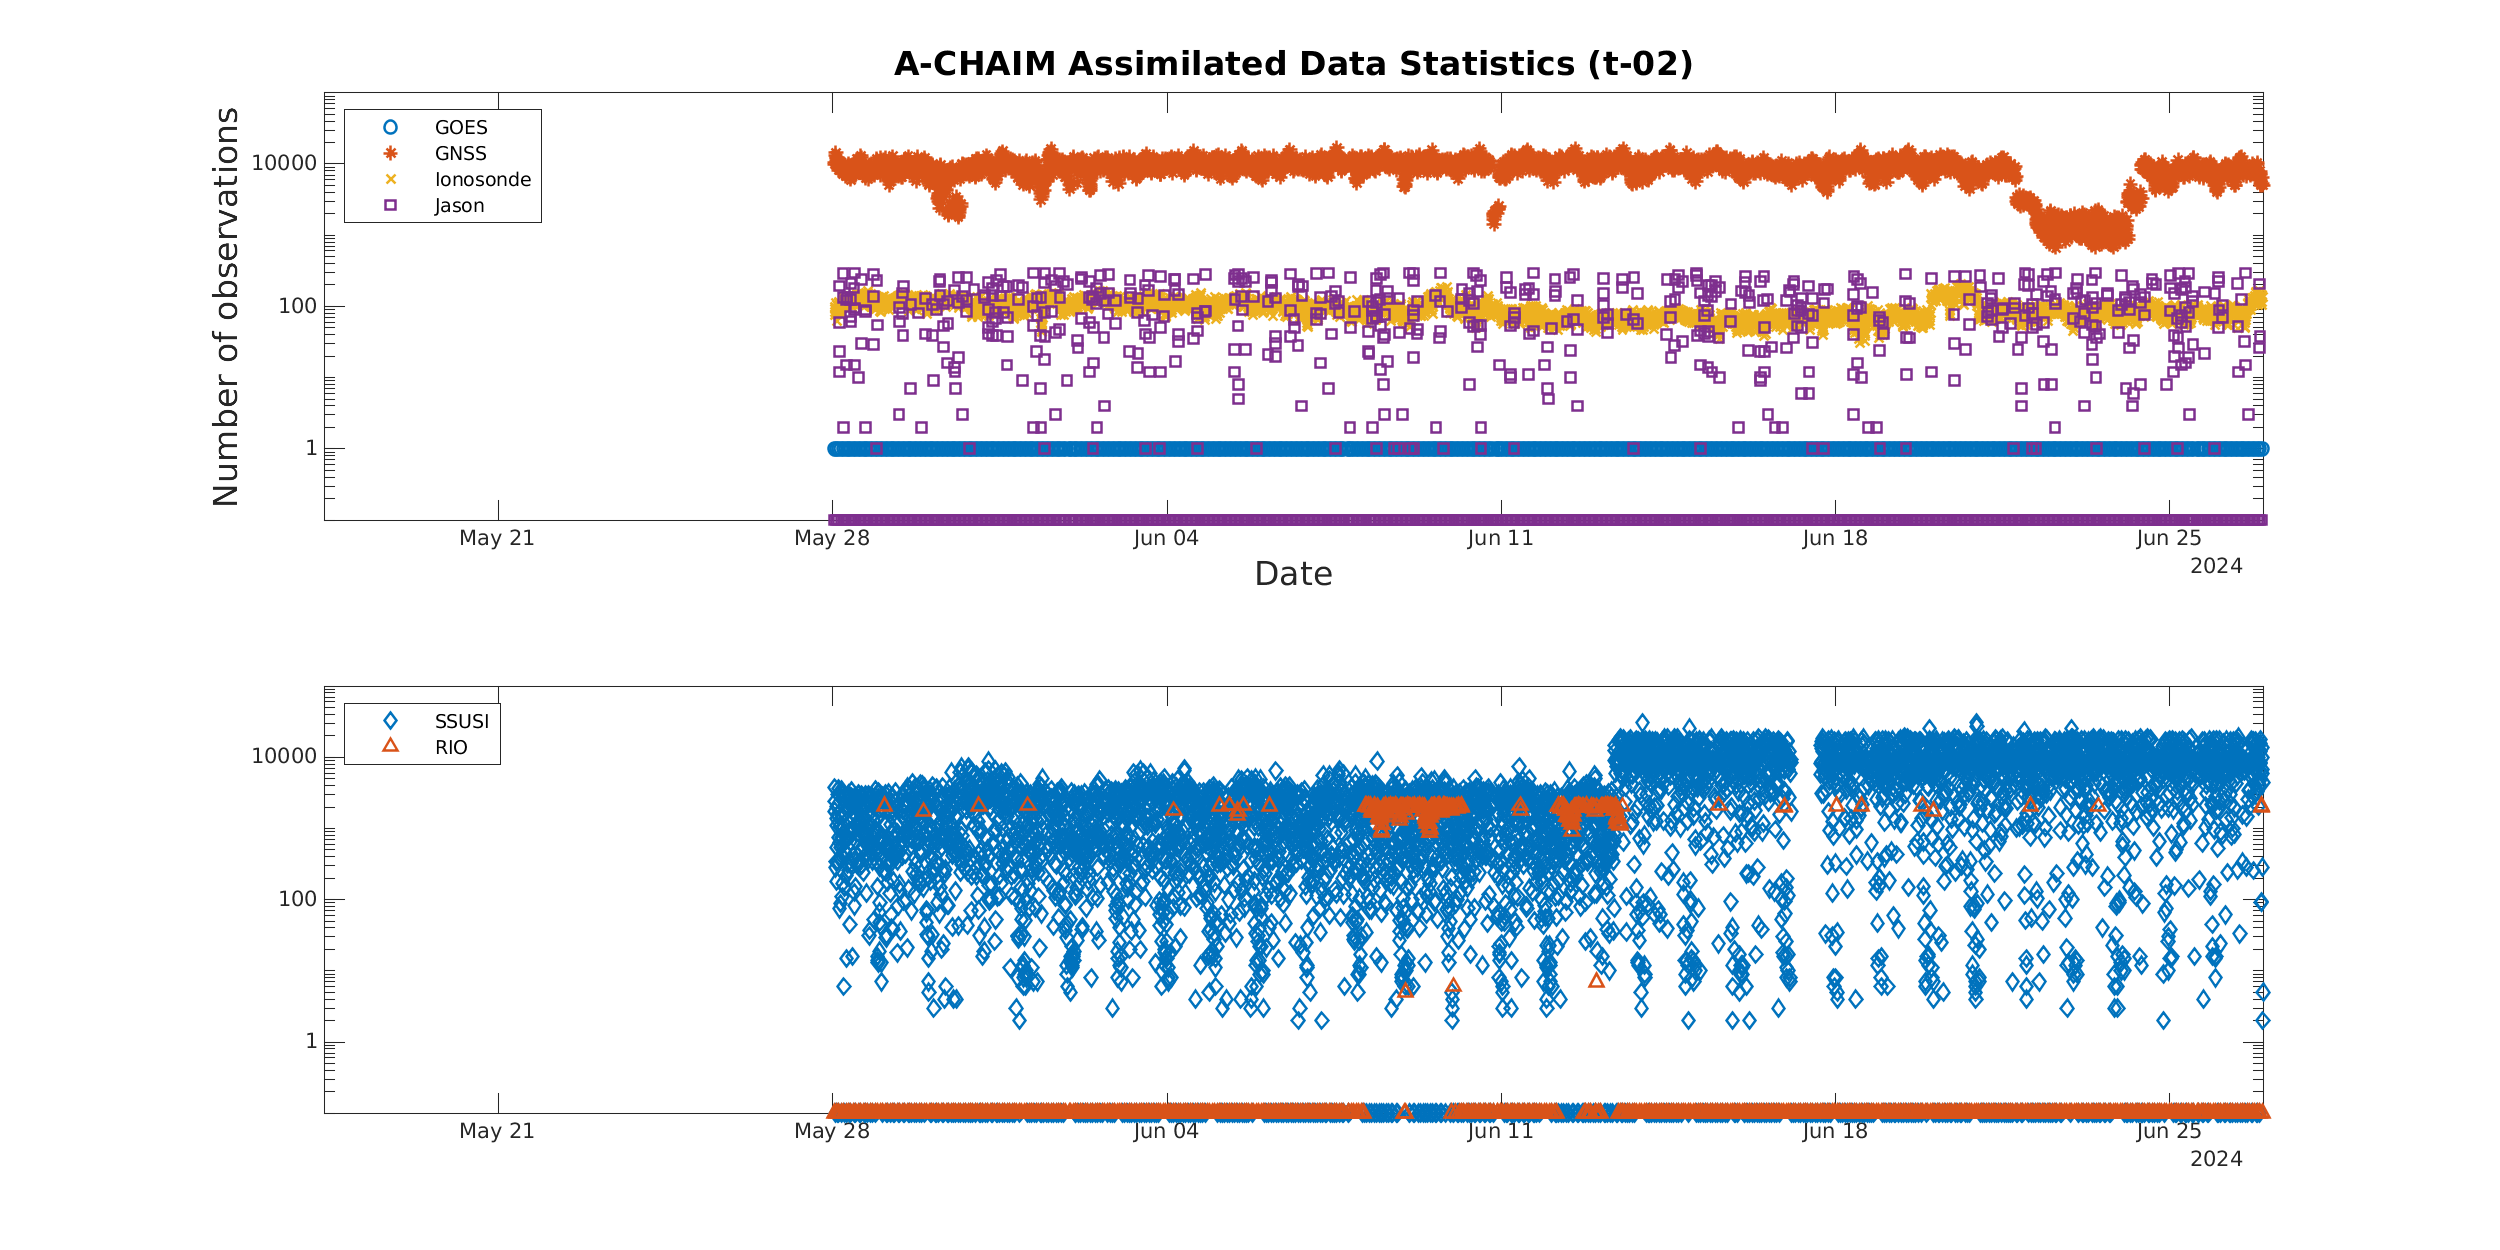 A-CHAIM Assimilated Data Statistics (t-02)
Number of observations
10000
100
1
GOES
GNSS
Ionosonde
Jason
May 21
May 28
Jun 04
Jun 11
Jun 18
Jun 25
2024
Date
10000
100
1
SSUSI
RIO
May 21
May 28
Jun 04
Jun 11
Jun 18
Jun 25
2024